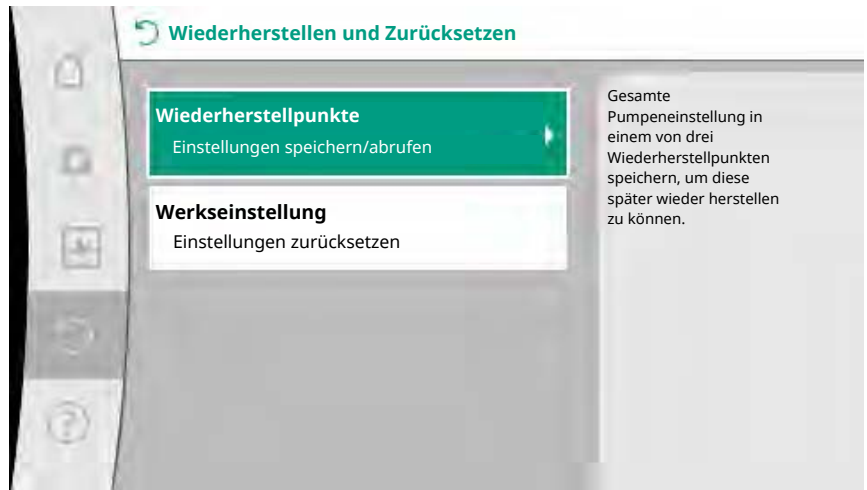 Wiederherstellen und Zurücksetzen
Wiederherstellpunkte
Einstellungen speichern/abrufen
Werkseinstellung
Einstellungen zurücksetzen
Gesamte
Pumpeneinstellung in
einem von drei
Wiederherstellpunkten
speichern, um diese
später wieder herstellen
zu können.